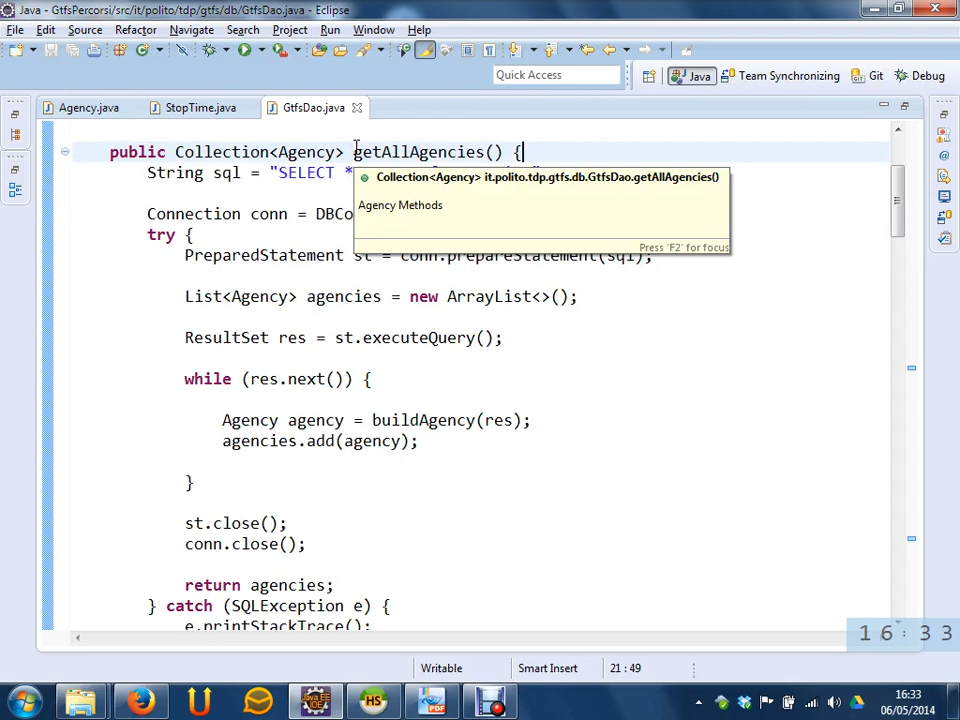 Java - GtfsPercorsi/src/it/polito/tdp/gtfs/db/GtfsDao.java - Eclipse
File Edit Source Refactor Navigate Search Project Run Window Help
Quick Access
Java Team Synchronizing Git Debug
Agency.java StopTime.java GtfsDao.java
public Collection<Agency> getAllAgencies() {
String sql = "SELECT *
Collection<Agency> it.polito.tdp.gtfs.db.GtfsDao.getAllAgencies()
Agency Methods
Press 'F2' for focus
Connection conn = DBCo
try {
PreparedStatement st = conn.prepareStatement(sql);
List<Agency> agencies = new ArrayList<>();
ResultSet res = st.executeQuery();
while (res.next()) {
Agency agency = buildAgency(res);
agencies.add(agency);
}
st.close();
conn.close();
return agencies;
} catch (SQLException e) {
e.printStackTrace();
16:33
Writable Smart Insert 21 : 49
Java EE IDE
HS
PDF
16:33
06/05/2014